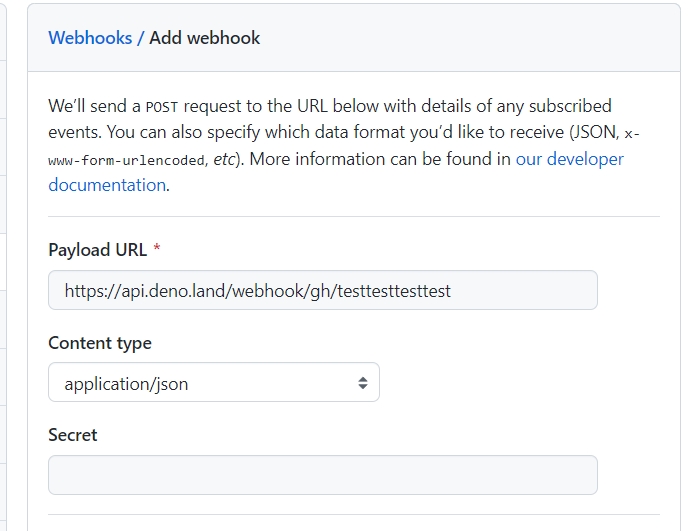 Webhooks / Add webhook
We’ll send a POST request to the URL below with details of any subscribed
events. You can also specify which data format you’d like to receive (JSON, x-
www-form-urlencoded, etc). More information can be found in our developer
documentation.
Payload URL *
https://api.deno.land/webhook/gh/testtesttesttest
Content type
application/json
Secret